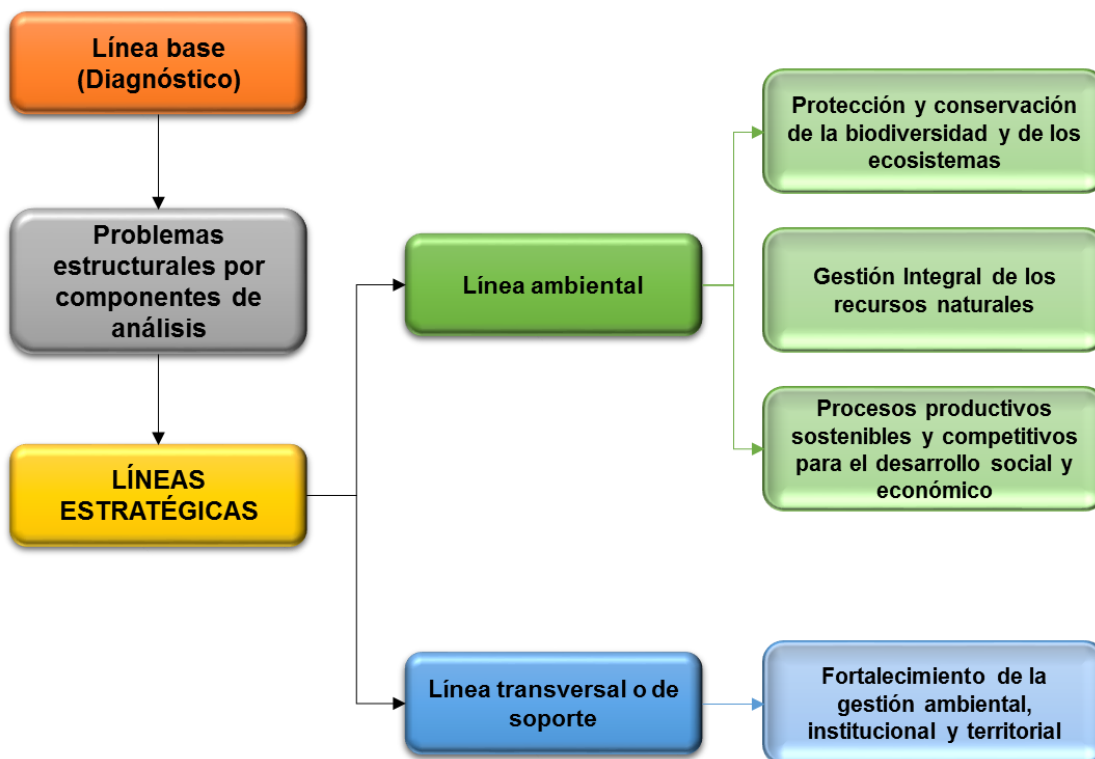 Línea base
(Diagnóstico)
Problemas
estructurales por
componentes de
análisis
LÍNEAS
ESTRATÉGICAS
Línea ambiental
Protección y conservación
de la biodiversidad y de los
ecosistemas
Gestión Integral de los
recursos naturales
Procesos productivos
sostenibles y competitivos
para el desarrollo social y
económico
Línea transversal o de
soporte
Fortalecimiento de la
gestión ambiental,
institucional y territorial